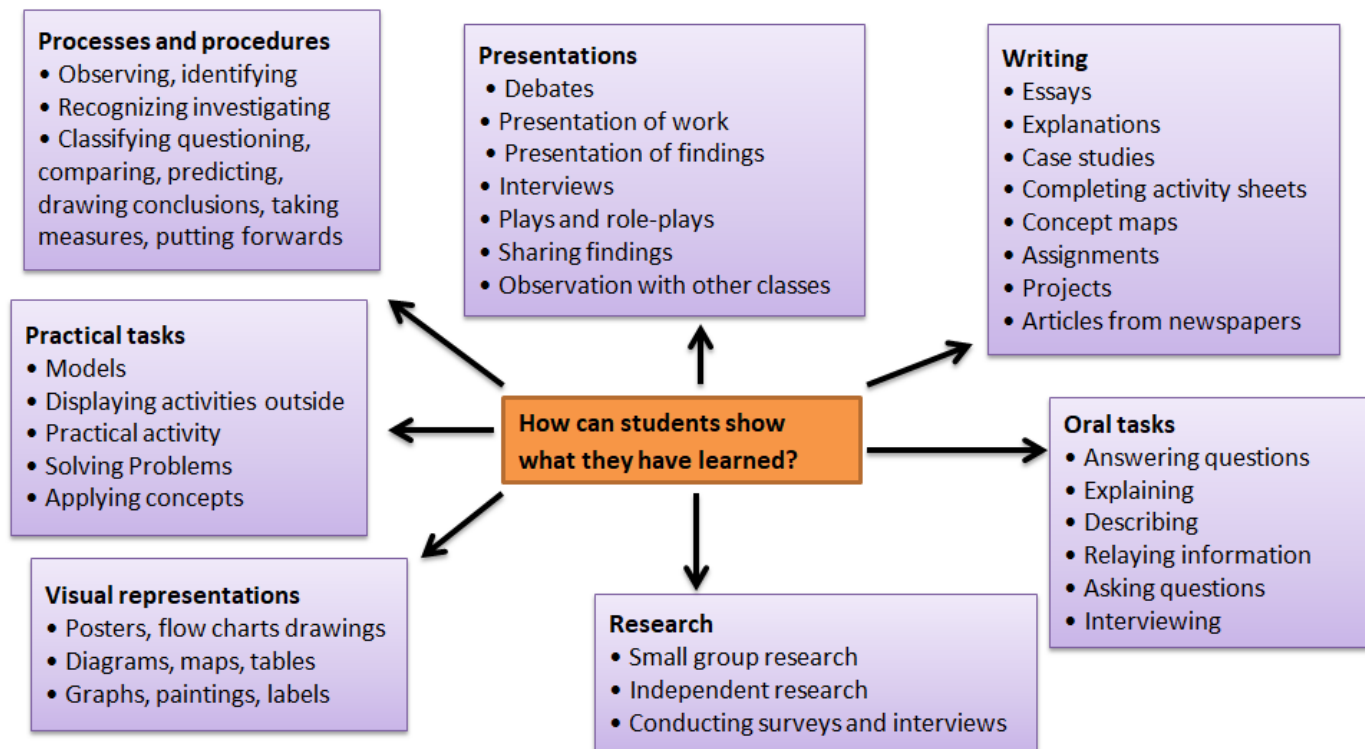 Processes and procedures
• Observing, identifying
• Recognizing investigating
• Classifying questioning,
comparing, predicting,
drawing conclusions, taking
measures, putting forwards
Presentations
• Debates
• Presentation of work
• Presentation of findings
• Interviews
• Plays and role-plays
• Sharing findings
• Observation with other classes
Writing
• Essays
• Explanations
• Case studies
• Completing activity sheets
• Concept maps
• Assignments
• Projects
• Articles from newspapers
Practical tasks
• Models
• Displaying activities outside
• Practical activity
• Solving Problems
• Applying concepts
How can students show
what they have learned?
Oral tasks
• Answering questions
• Explaining
• Describing
• Relaying information
• Asking questions
• Interviewing
Visual representations
• Posters, flow charts drawings
• Diagrams, maps, tables
• Graphs, paintings, labels
Research
• Small group research
• Independent research
• Conducting surveys and interviews